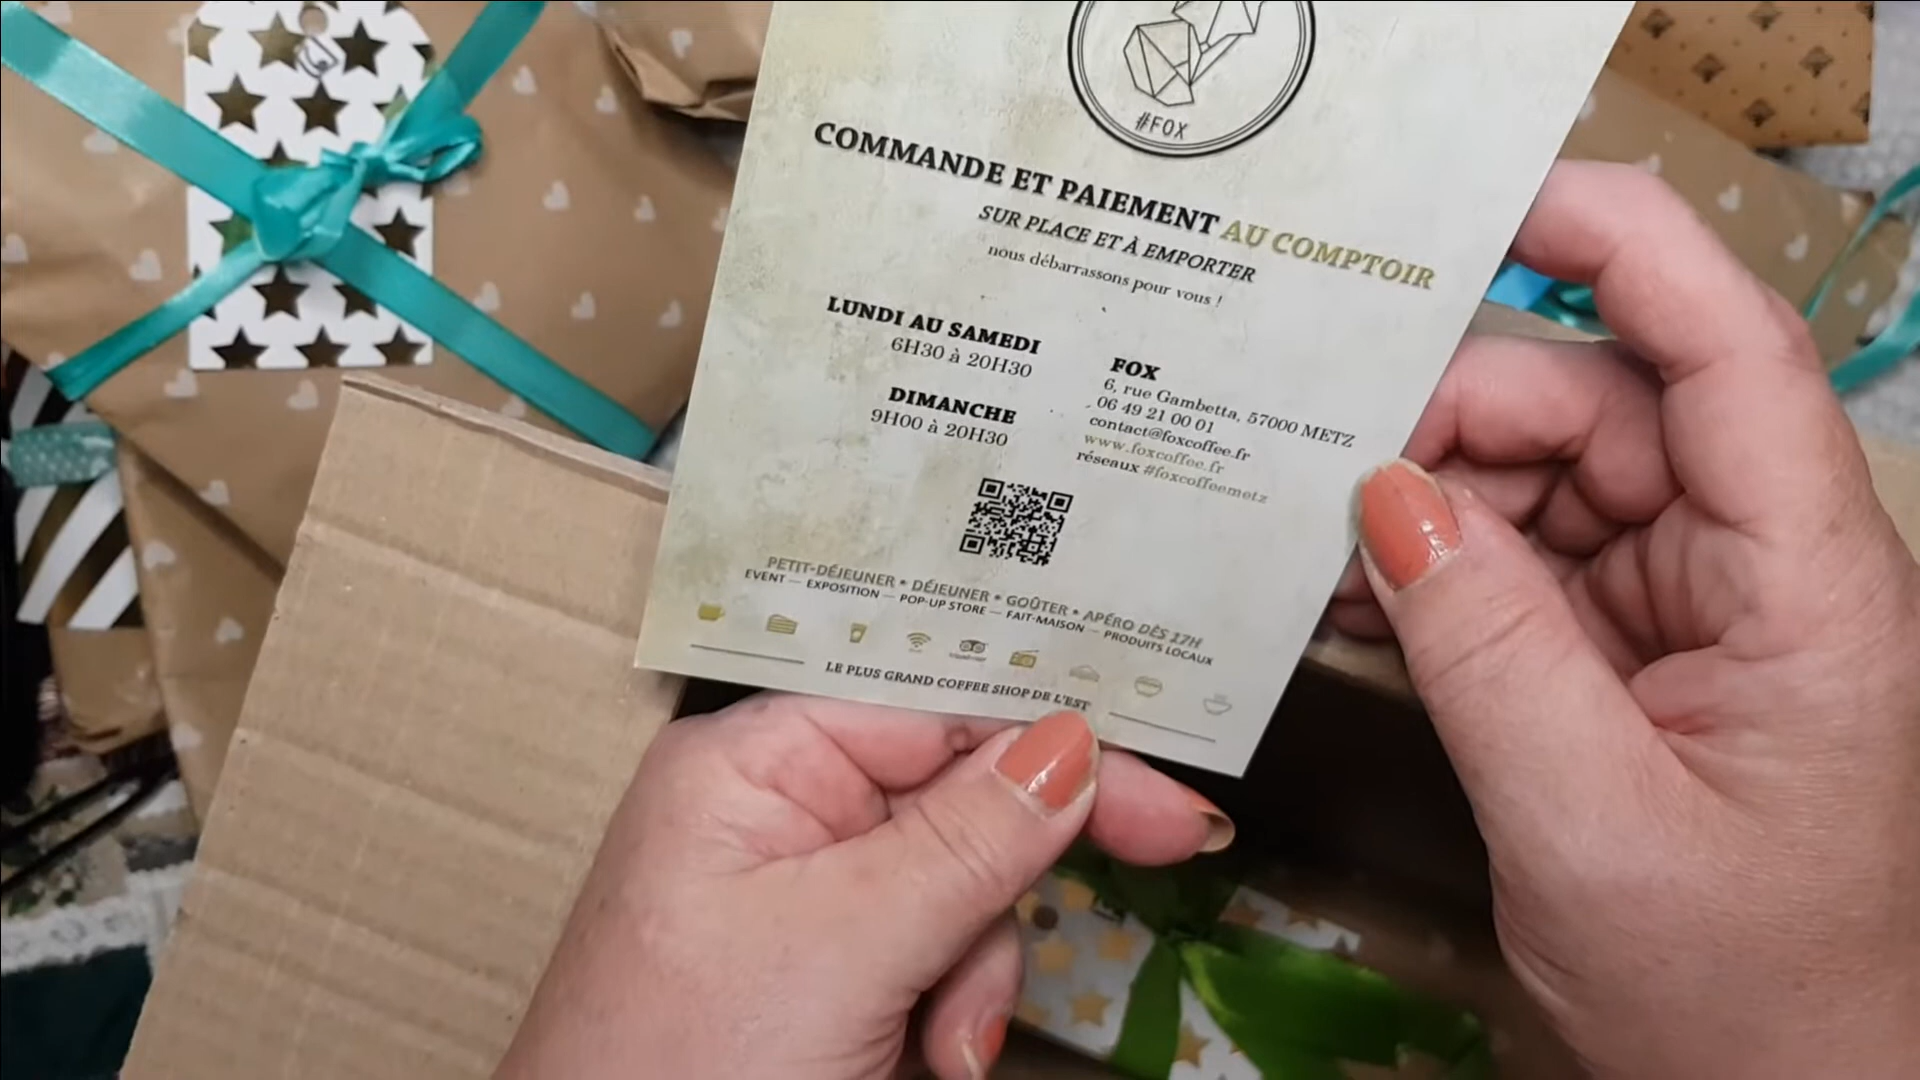 #FOX
COMMANDE ET PAIEMENT AU COMPTOIR
SUR PLACE ET À EMPORTER
nous débarrassons pour vous !
LUNDI AU SAMEDI
6H30 à 20H30
DIMANCHE
9H00 à 20H30
FOX
6, rue Gambetta, 57000 METZ
06 49 21 00 01
contact@foxcoffee.fr
www.foxcoffee.fr
réseaux #foxcoffeemetz
PETIT-DÉJEUNER • DÉJEUNER • GOÛTER • APÉRO DÈS 17H
EVENT — EXPOSITION — POP-UP STORE — FAIT-MAISON — PRODUITS LOCAUX
LE PLUS GRAND COFFEE SHOP DE L'EST